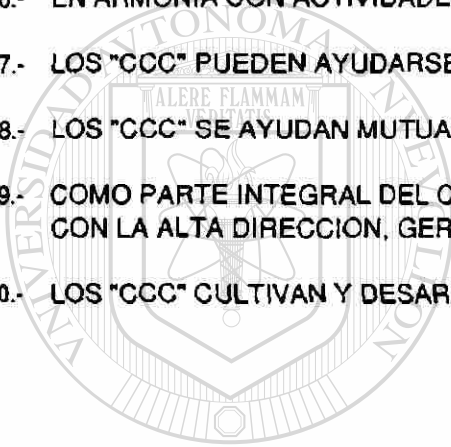 6.- EN ARMONIA CON ACTIVIDADE
7.- LOS "CCC" PUEDEN AYUDARSE
ALERE FLAMMAM
VERITATIS
8.- LOS "CCC" SE AYUDAN MUTUA
9.- COMO PARTE INTEGRAL DEL C
CON LA ALTA DIRECCION, GER
0.- LOS "CCC" CULTIVAN Y DESAR